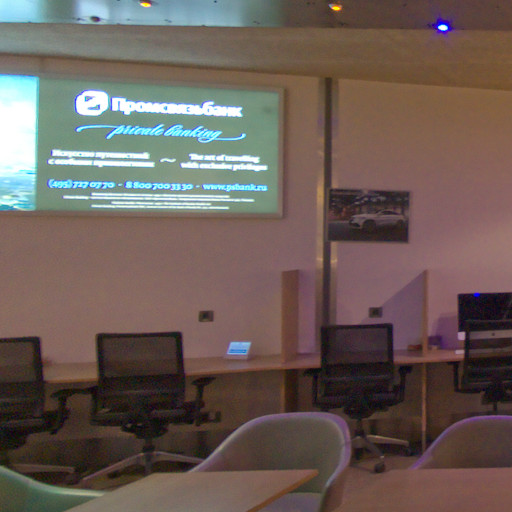 Промсвязьбанк
private banking
Искусство путешествий
с особыми привилегиями
~
The art of travelling
with exclusive privileges
(495) 727 07 70 - 8 800 700 33 30 - www.psbank.ru